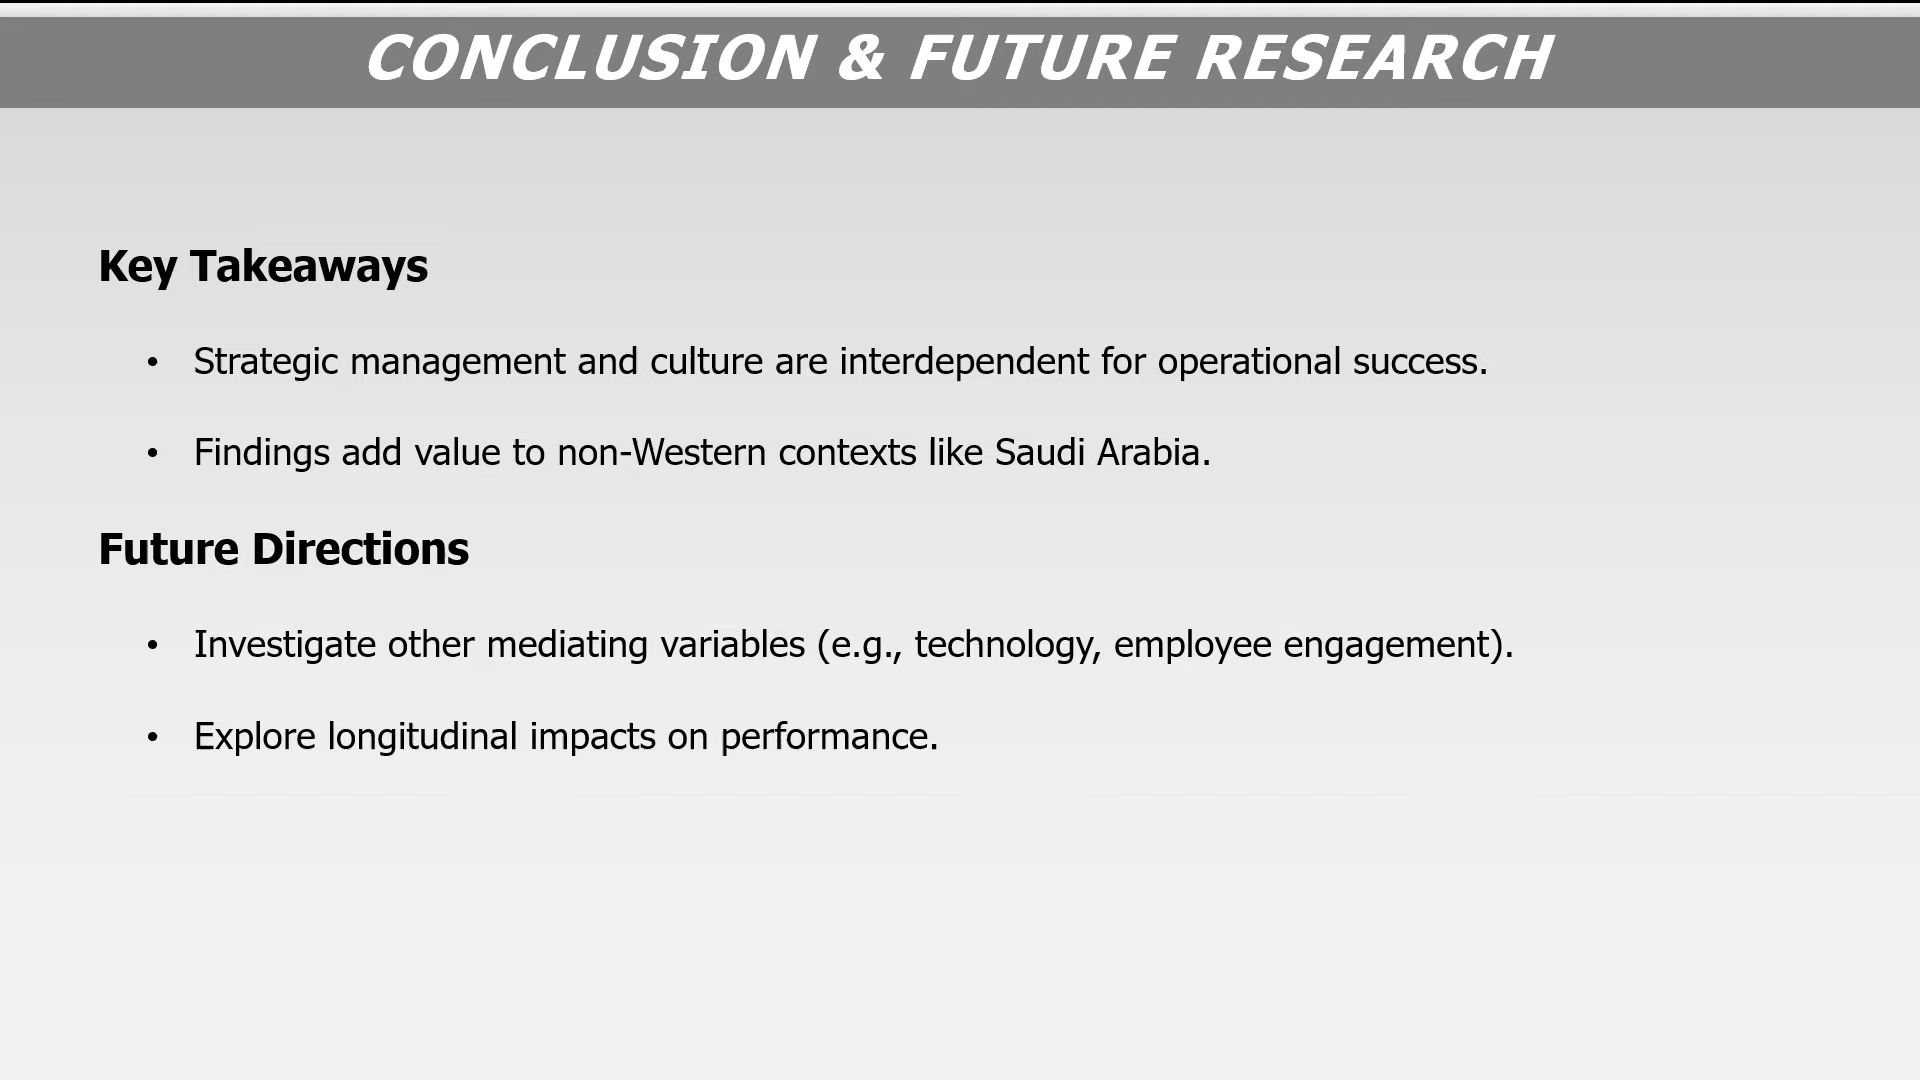 CONCLUSION & FUTURE RESEARCH
Key Takeaways
• Strategic management and culture are interdependent for operational success.
• Findings add value to non-Western contexts like Saudi Arabia.
Future Directions
• Investigate other mediating variables (e.g., technology, employee engagement).
• Explore longitudinal impacts on performance.